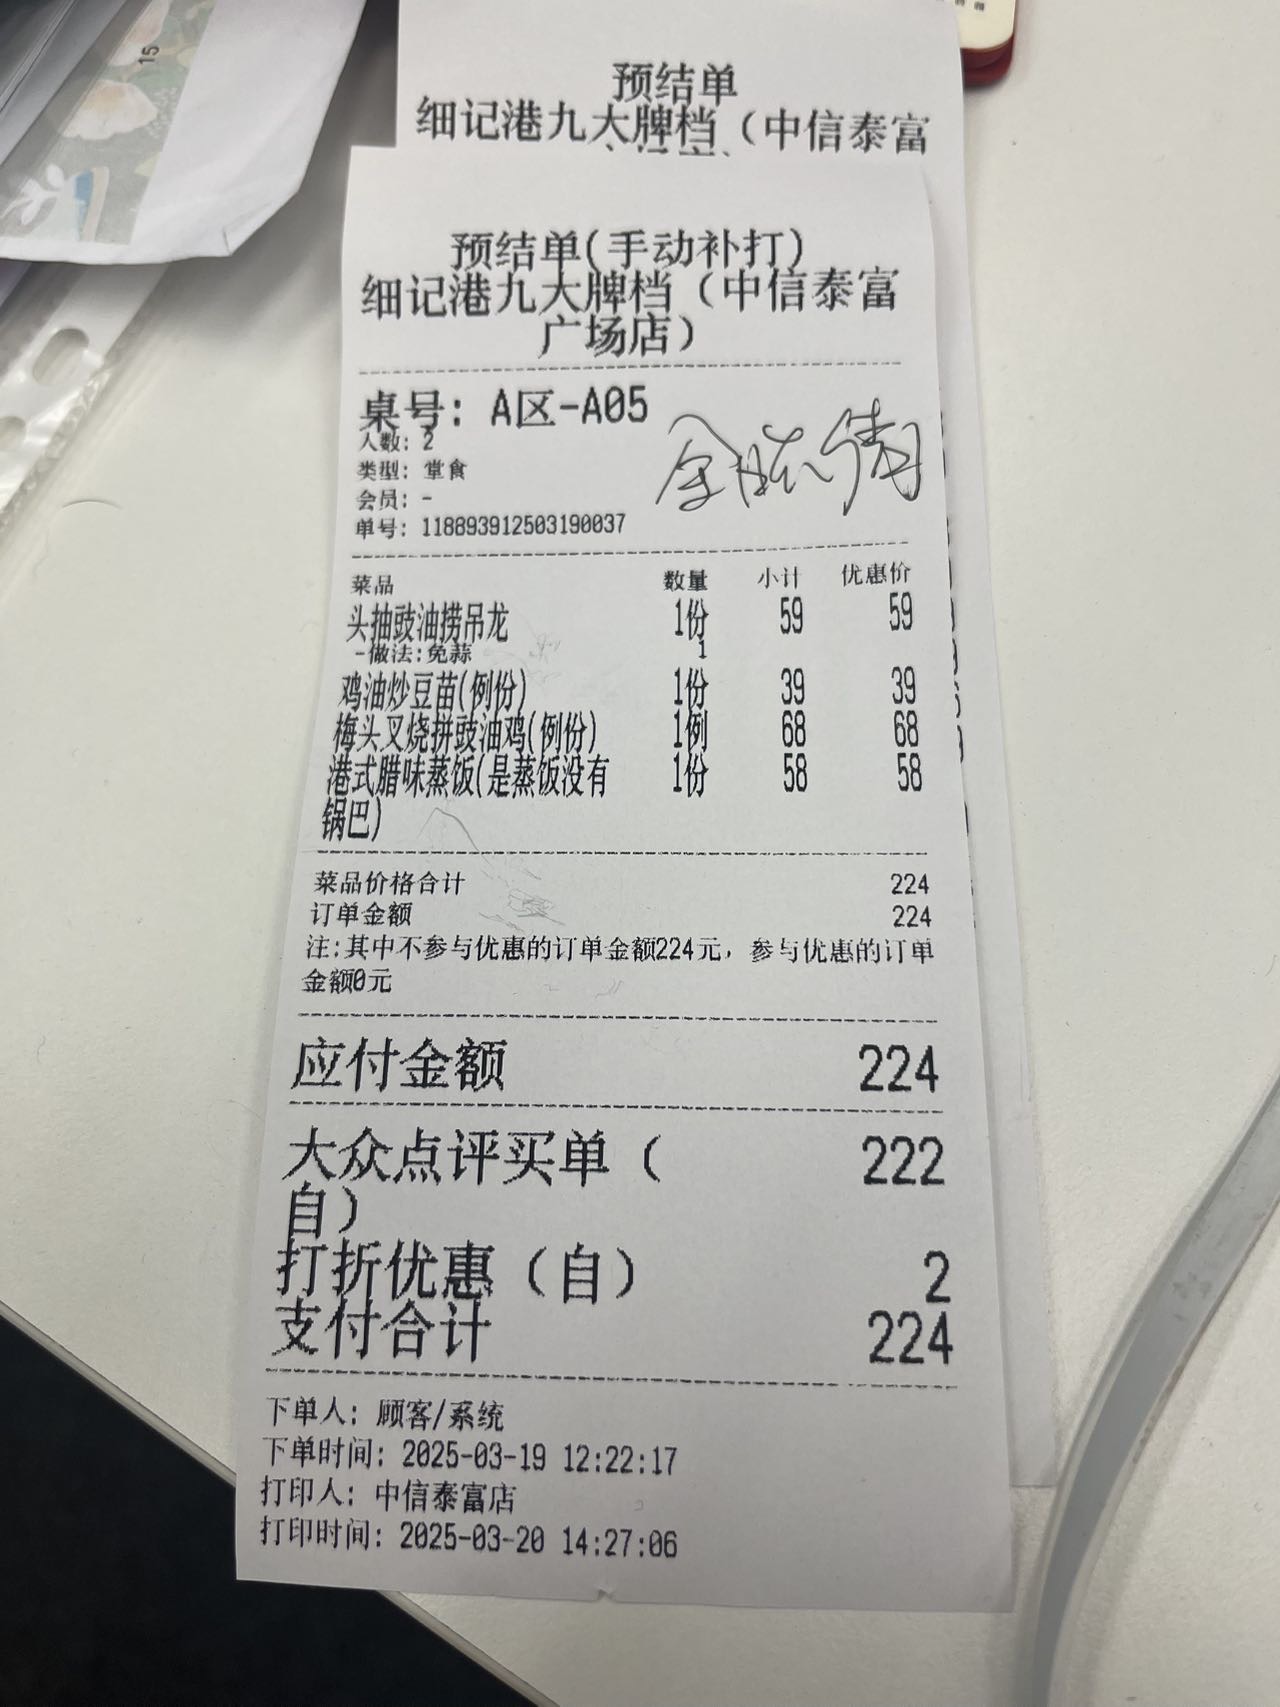 15
预结单
细记港九大牌档（中信泰富
预结单(手动补打)
细记港九大牌档（中信泰富
广场店）
桌号: A区-A05
人数: 2
类型: 堂食
会员: -
单号: 118893912503190037
菜品 数量 小计 优惠价
头抽豉油捞吊龙 1份 59 59
-做法:免蒜 1
鸡油炒豆苗(例份) 1份 39 39
梅头叉烧拼豉油鸡(例份) 1例 68 68
港式腊味蒸饭(是蒸饭没有 1份 58 58
锅巴)
菜品价格合计 224
订单金额 224
注:其中不参与优惠的订单金额224元，参与优惠的订单
金额0元
应付金额 224
大众点评买单（ 222
自）
打折优惠（自） 2
支付合计 224
下单人: 顾客/系统
下单时间: 2025-03-19 12:22:17
打印人: 中信泰富店
打印时间: 2025-03-20 14:27:06